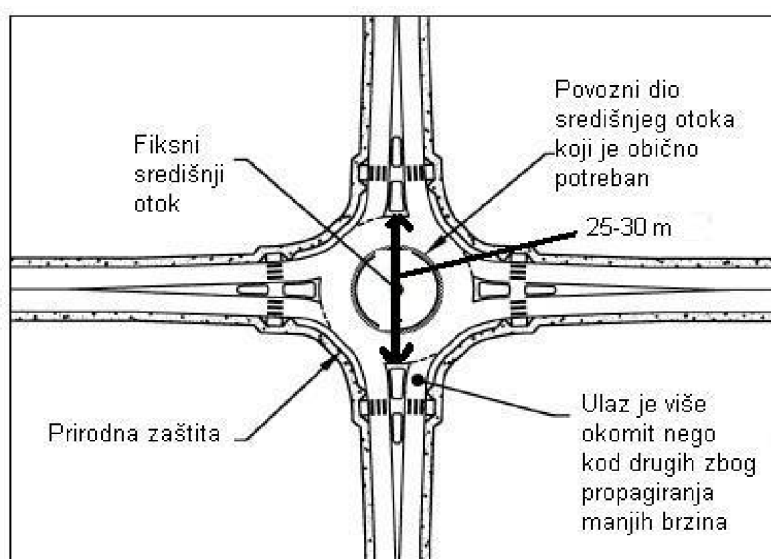 Povozni dio
središnjeg otoka
koji je obično
potreban
Fiksni
središnji
otok
25-30 m
Prirodna zaštita
Ulaz je više
okomit nego
kod drugih zbog
propagiranja
manjih brzina